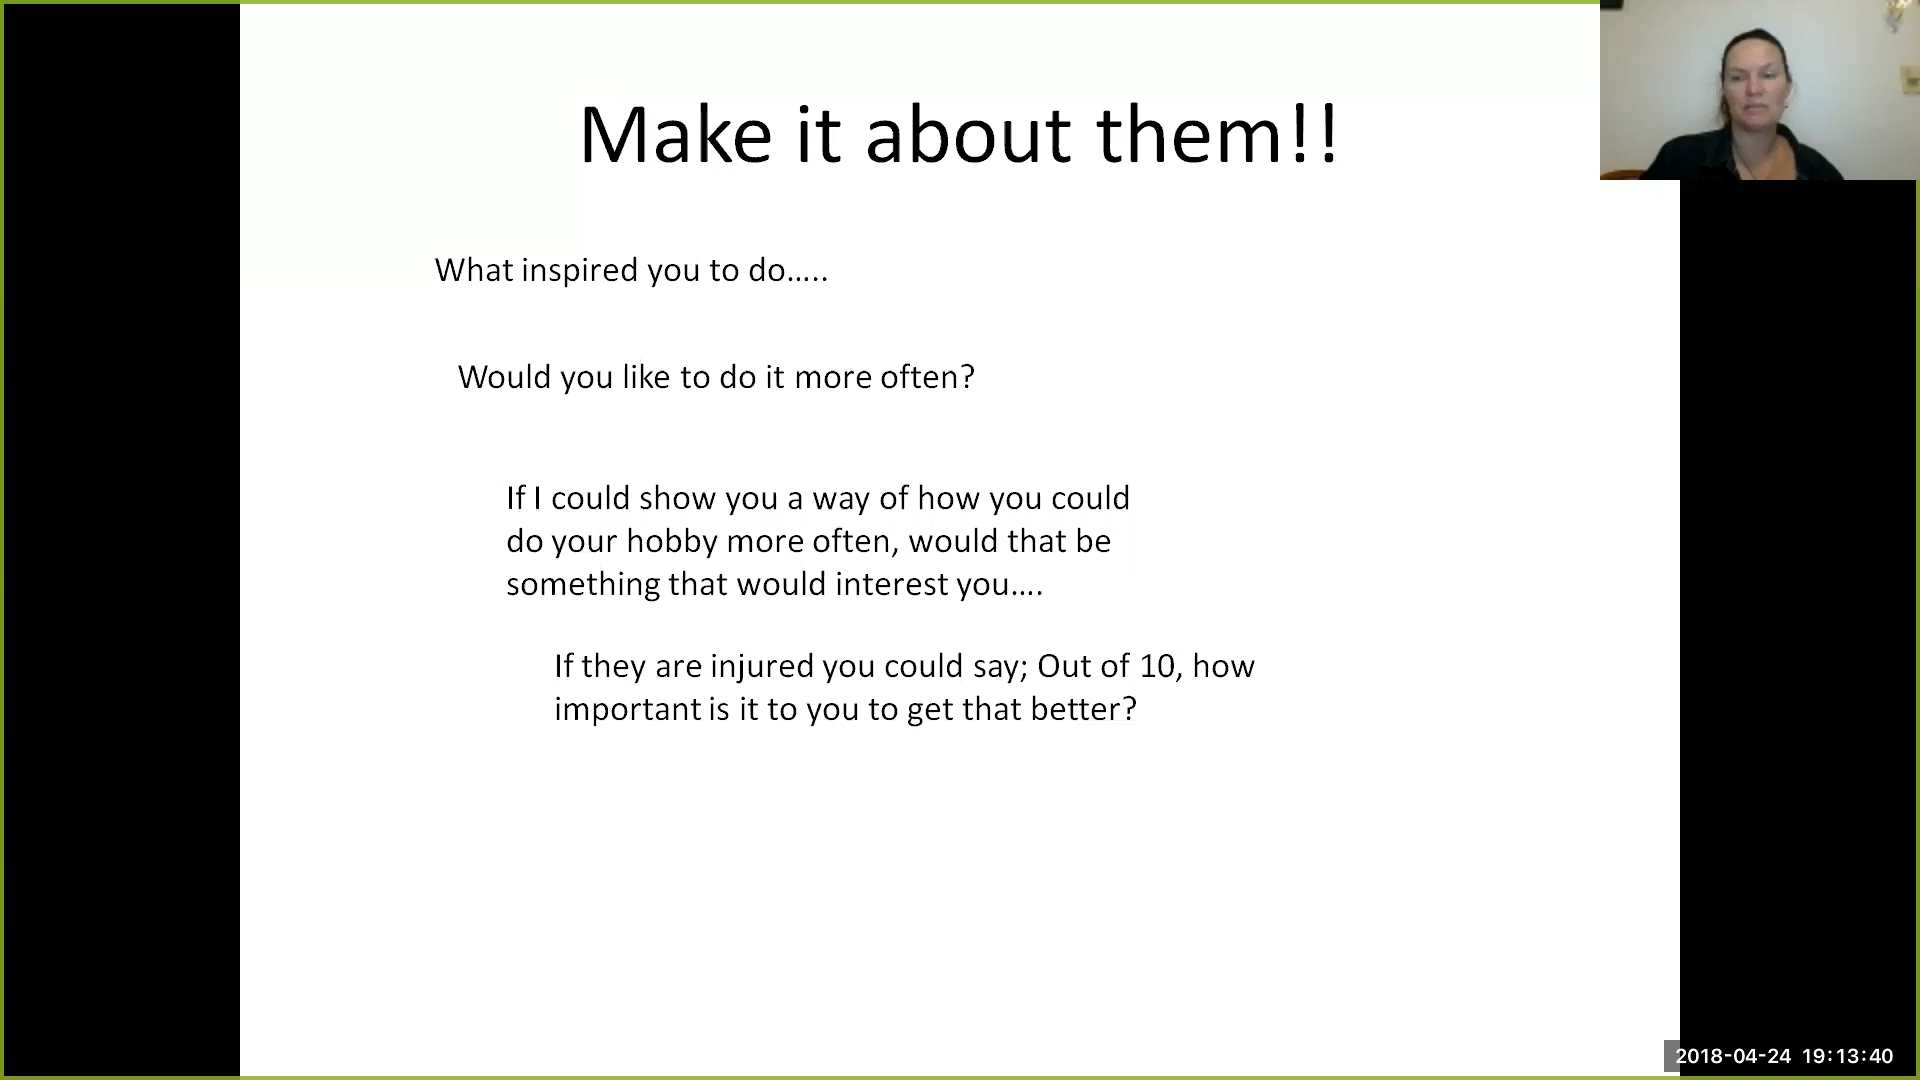 Make it about them!!
What inspired you to do.....
Would you like to do it more often?
If I could show you a way of how you could
do your hobby more often, would that be
something that would interest you....
If they are injured you could say; Out of 10, how
important is it to you to get that better?
2018-04-24 19:13:40